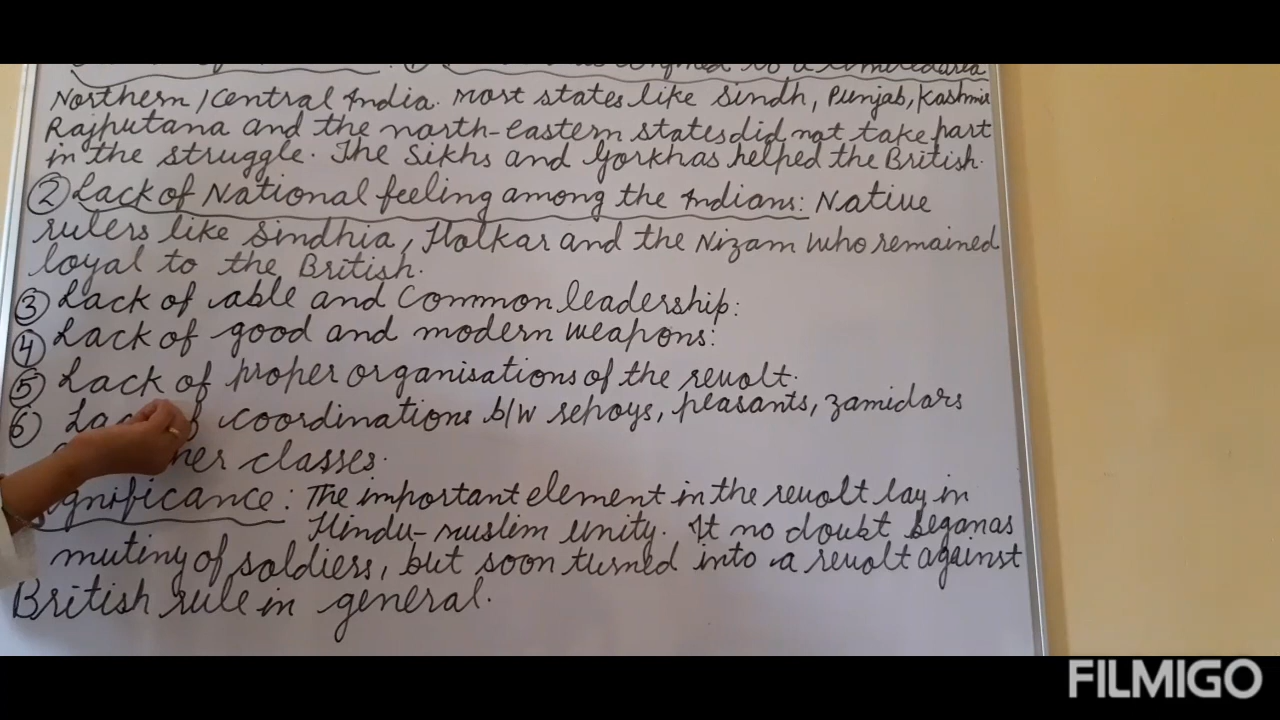 confined to a limited area
Northern/Central India. Most states like Sindh, Punjab, Kashmir
Rajputana and the north-eastern states did not take part
in the struggle. The Sikhs and Gorkhas helped the British.
② Lack of National feeling among the Indians: Native
rulers like Sindhia, Holkar and the Nizam who remained
loyal to the British.
③ Lack of able and Common leadership:
④ Lack of good and modern weapons:
⑤ Lack of proper organisations of the revolt.
⑥ coordinations b/w sepoys, peasants, zamidars
classes.
Significance: The important element in the revolt lay in
Hindu-muslim unity. It no doubt began as
mutiny of soldiers, but soon turned into a revolt against
British rule in general.
FILMIGO